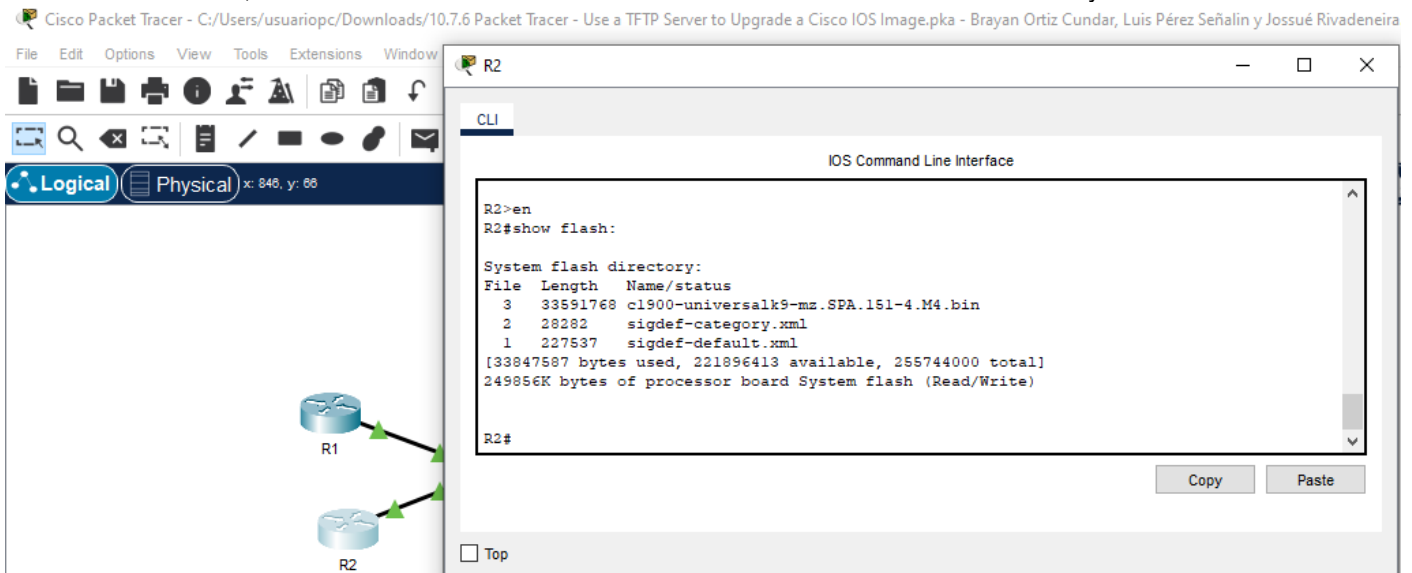 Cisco Packet Tracer - C:/Users/usuariopc/Downloads/10.7.6 Packet Tracer - Use a TFTP Server to Upgrade a Cisco IOS Image.pka - Brayan Ortiz Cundar, Luis Pérez Señalin y Jossué Rivadeneira
File Edit Options View Tools Extensions Window
R2
CLI
IOS Command Line Interface
Logical Physical x: 846, y: 66
R2>en
R2#show flash:
System flash directory:
File Length Name/status
3 33591768 c1900-universalk9-mz.SPA.151-4.M4.bin
2 28282 sigdef-category.xml
1 227537 sigdef-default.xml
[33847587 bytes used, 221896413 available, 255744000 total]
249856K bytes of processor board System flash (Read/Write)
R2#
Copy Paste
Top
R1
R2